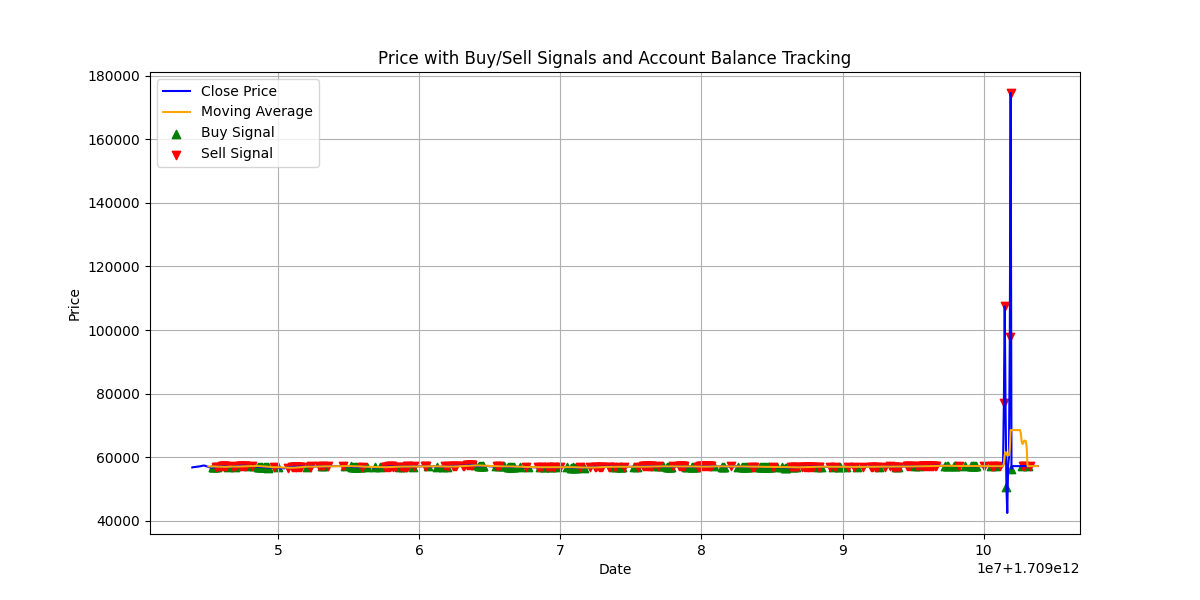 Price with Buy/Sell Signals and Account Balance Tracking
180000
160000
140000
120000
100000
80000
60000
40000
Price
Close Price
Moving Average
Buy Signal
Sell Signal
5 6 7 8 9 10
1e7+1.709e12
Date